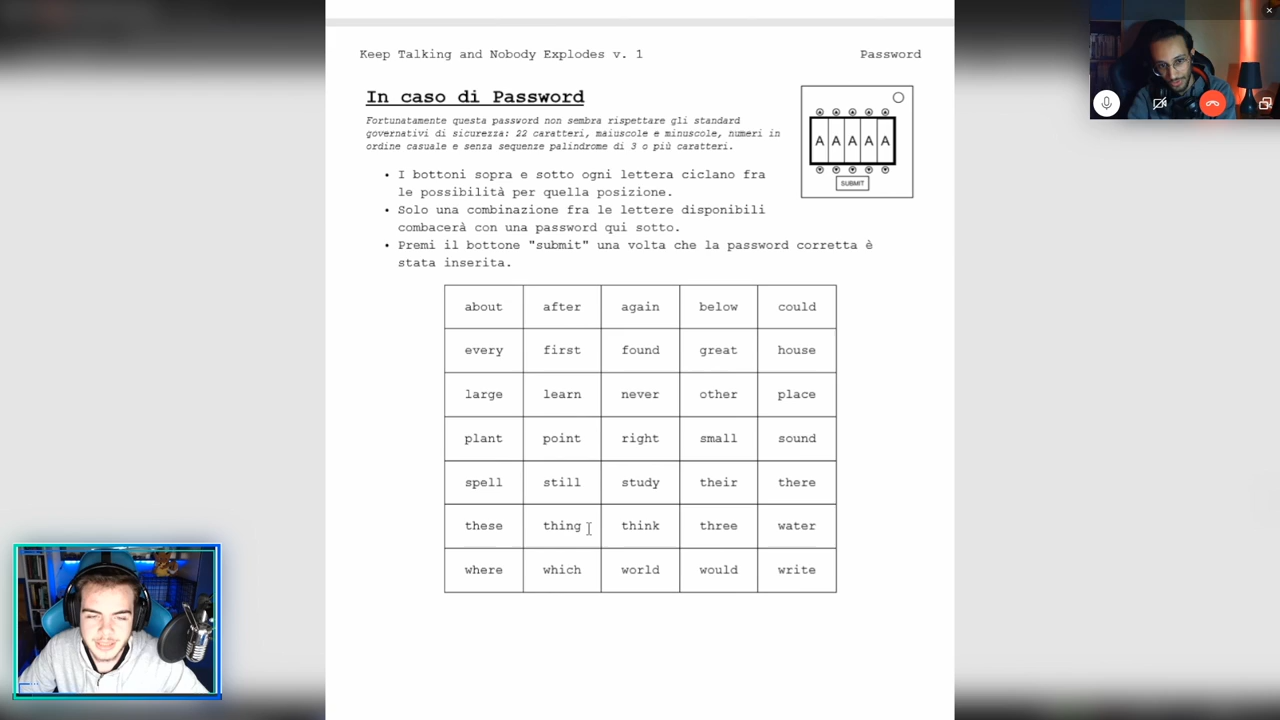 Keep Talking and Nobody Explodes v. 1
Password
In caso di Password
Fortunatamente questa password non sembra rispettare gli standard
governativi di sicurezza: 22 caratteri, maiuscole e minuscole, numeri in
ordine casuale e senza sequenze palindrome di 3 o più caratteri.
A A A A A
SUBMIT
• I bottoni sopra e sotto ogni lettera ciclano fra
le possibilità per quella posizione.
• Solo una combinazione fra le lettere disponibili
combacerà con una password qui sotto.
• Premi il bottone "submit" una volta che la password corretta è
stata inserita.
about after again below could
every first found great house
large learn never other place
plant point right small sound
spell still study their there
these thing think three water
where which world would write